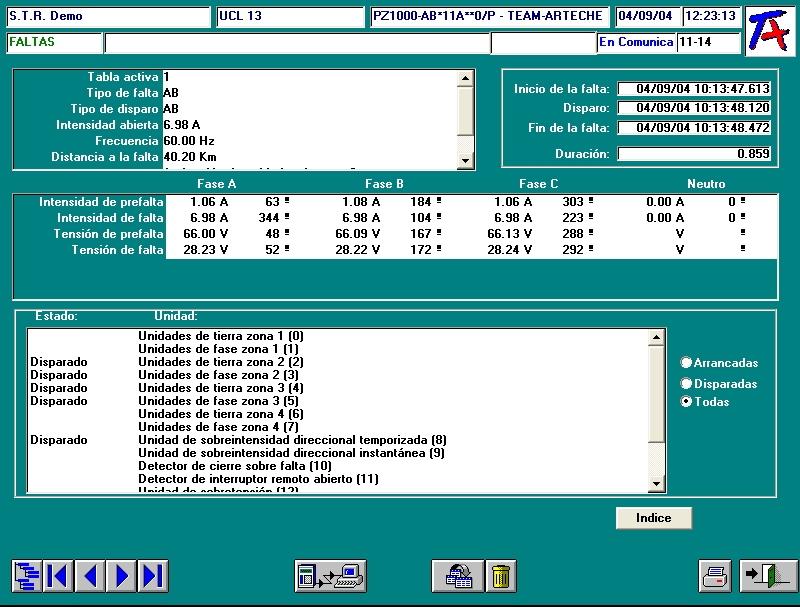 S.T.R. Demo UCL 13 PZ1000-AB*11A**0/P - TEAM-ARTECHE 04/09/04 12:23:13
FALTAS En Comunica 11-14
Tabla activa 1
Tipo de falta AB
Tipo de disparo AB
Intensidad abierta 6.98 A
Frecuencia 60.00 Hz
Distancia a la falta 40.20 Km
Inicio de la falta: 04/09/04 10:13:47.613
Disparo: 04/09/04 10:13:48.120
Fin de la falta: 04/09/04 10:13:48.472
Duración: 0.859
Fase A Fase B Fase C Neutro
Intensidad de prefalta 1.06 A 63 º 1.08 A 184 º 1.06 A 303 º 0.00 A 0 º
Intensidad de falta 6.98 A 344 º 6.98 A 104 º 6.98 A 223 º 0.00 A 0 º
Tensión de prefalta 66.00 V 48 º 66.09 V 167 º 66.13 V 288 º V º
Tensión de falta 28.23 V 52 º 28.22 V 172 º 28.24 V 292 º V º
Estado: Unidad:
Unidades de tierra zona 1 (0)
Unidades de fase zona 1 (1)
Disparado Unidades de tierra zona 2 (2)
Disparado Unidades de fase zona 2 (3)
Disparado Unidades de tierra zona 3 (4)
Disparado Unidades de fase zona 3 (5)
Unidades de tierra zona 4 (6)
Unidades de fase zona 4 (7)
Disparado Unidad de sobreintensidad direccional temporizada (8)
Unidad de sobreintensidad direccional instantánea (9)
Detector de cierre sobre falta (10)
Detector de interruptor remoto abierto (11)
Unidad de sobretensión (12)
Arrancadas
Disparadas
Todas
Indice